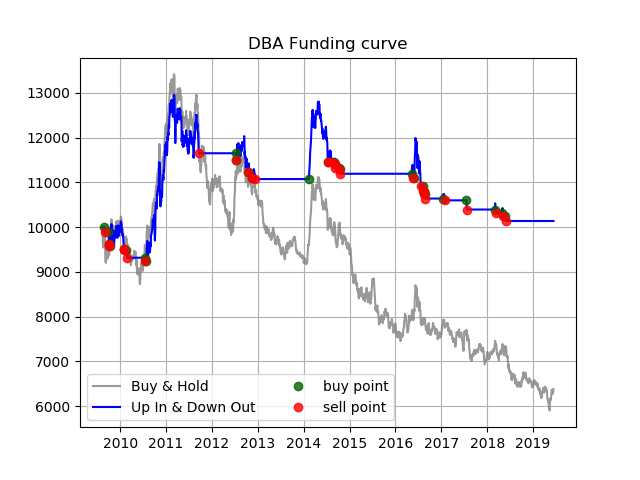 DBA Funding curve
13000
12000
11000
10000
9000
8000
7000
6000
Buy & Hold
Up In & Down Out
buy point
sell point
2010 2011 2012 2013 2014 2015 2016 2017 2018 2019